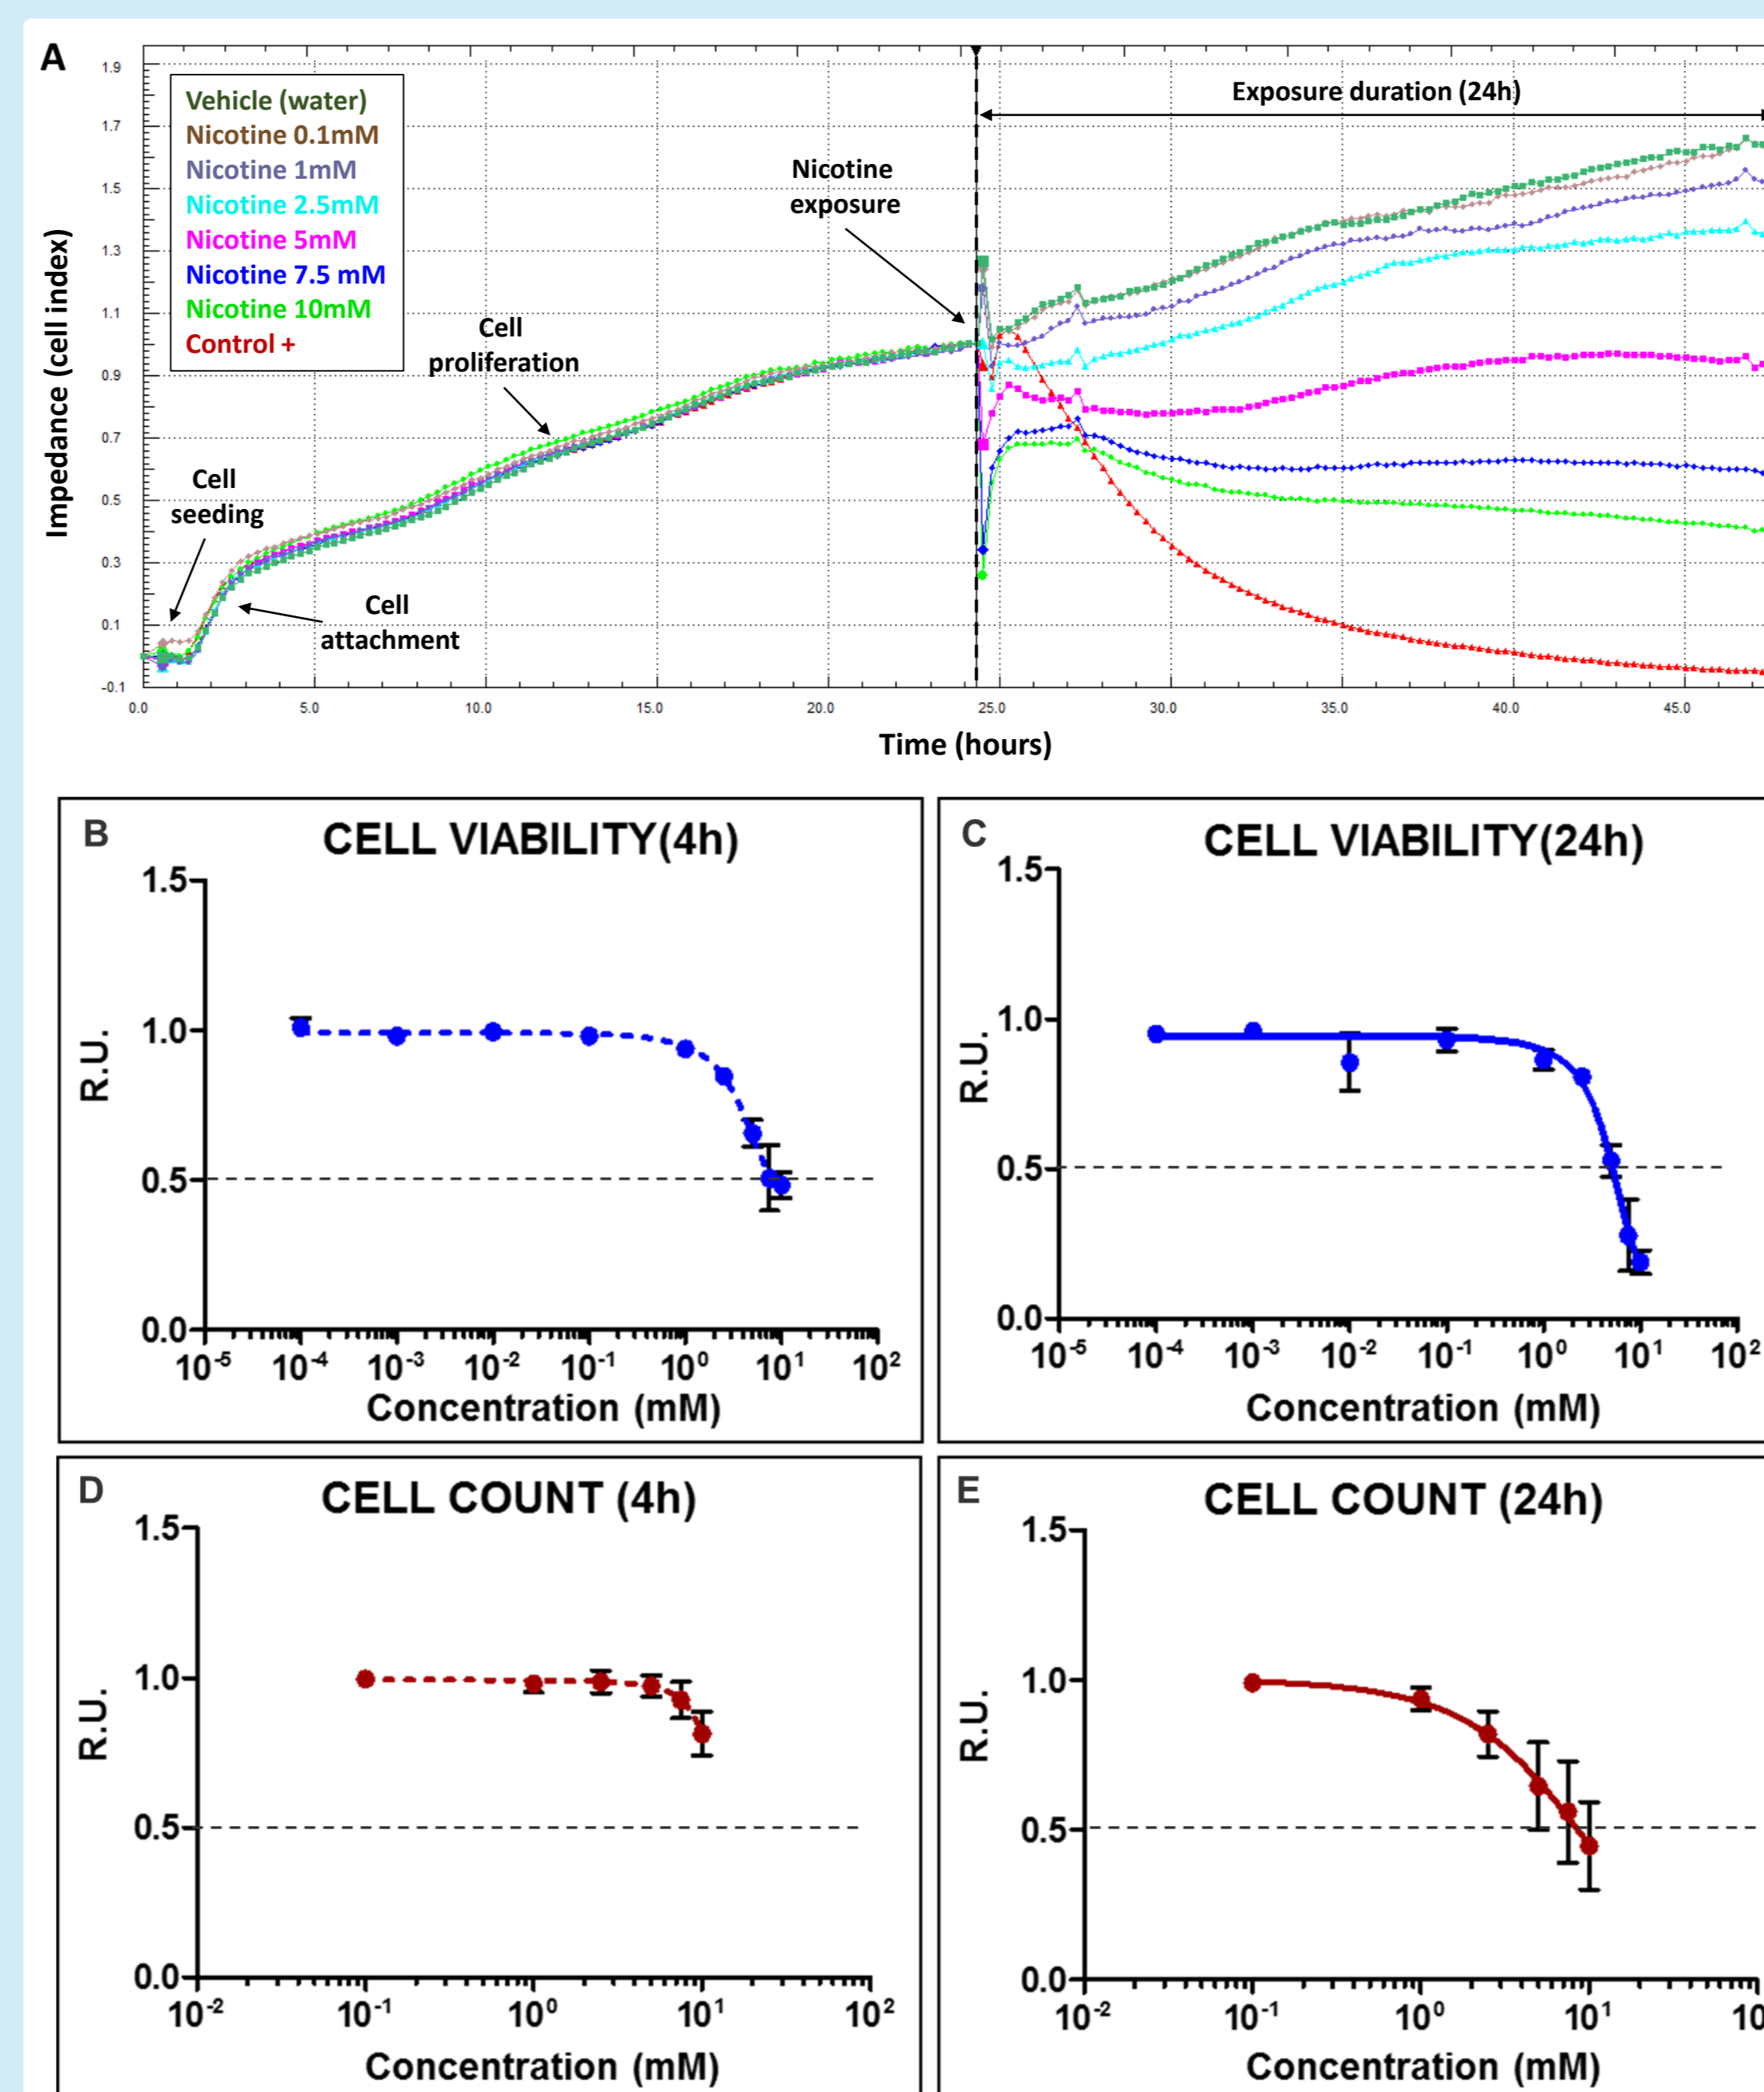 A
1.9
1.7
1.5
1.3
1.1
0.9
0.7
0.5
0.3
0.1
-0.1
Impedance (cell index)
Vehicle (water)
Nicotine 0.1mM
Nicotine 1mM
Nicotine 2.5mM
Nicotine 5mM
Nicotine 7.5 mM
Nicotine 10mM
Control +
Cell
seeding
Cell
attachment
Cell
proliferation
Nicotine
exposure
Exposure duration (24h)
0.0 5.0 10.0 15.0 20.0 25.0 30.0 35.0 40.0 45.0
Time (hours)
B
CELL VIABILITY(4h)
1.5
1.0
0.5
0.0
R.U.
10⁻⁵ 10⁻⁴ 10⁻³ 10⁻² 10⁻¹ 10⁰ 10¹ 10²
Concentration (mM)
C
CELL VIABILITY(24h)
1.5
1.0
0.5
0.0
R.U.
10⁻⁵ 10⁻⁴ 10⁻³ 10⁻² 10⁻¹ 10⁰ 10¹ 10²
Concentration (mM)
D
CELL COUNT (4h)
1.5
1.0
0.5
0.0
R.U.
10⁻² 10⁻¹ 10⁰ 10¹ 10²
Concentration (mM)
E
CELL COUNT (24h)
1.5
1.0
0.5
0.0
R.U.
10⁻² 10⁻¹ 10⁰ 10¹
Concentration (mM)